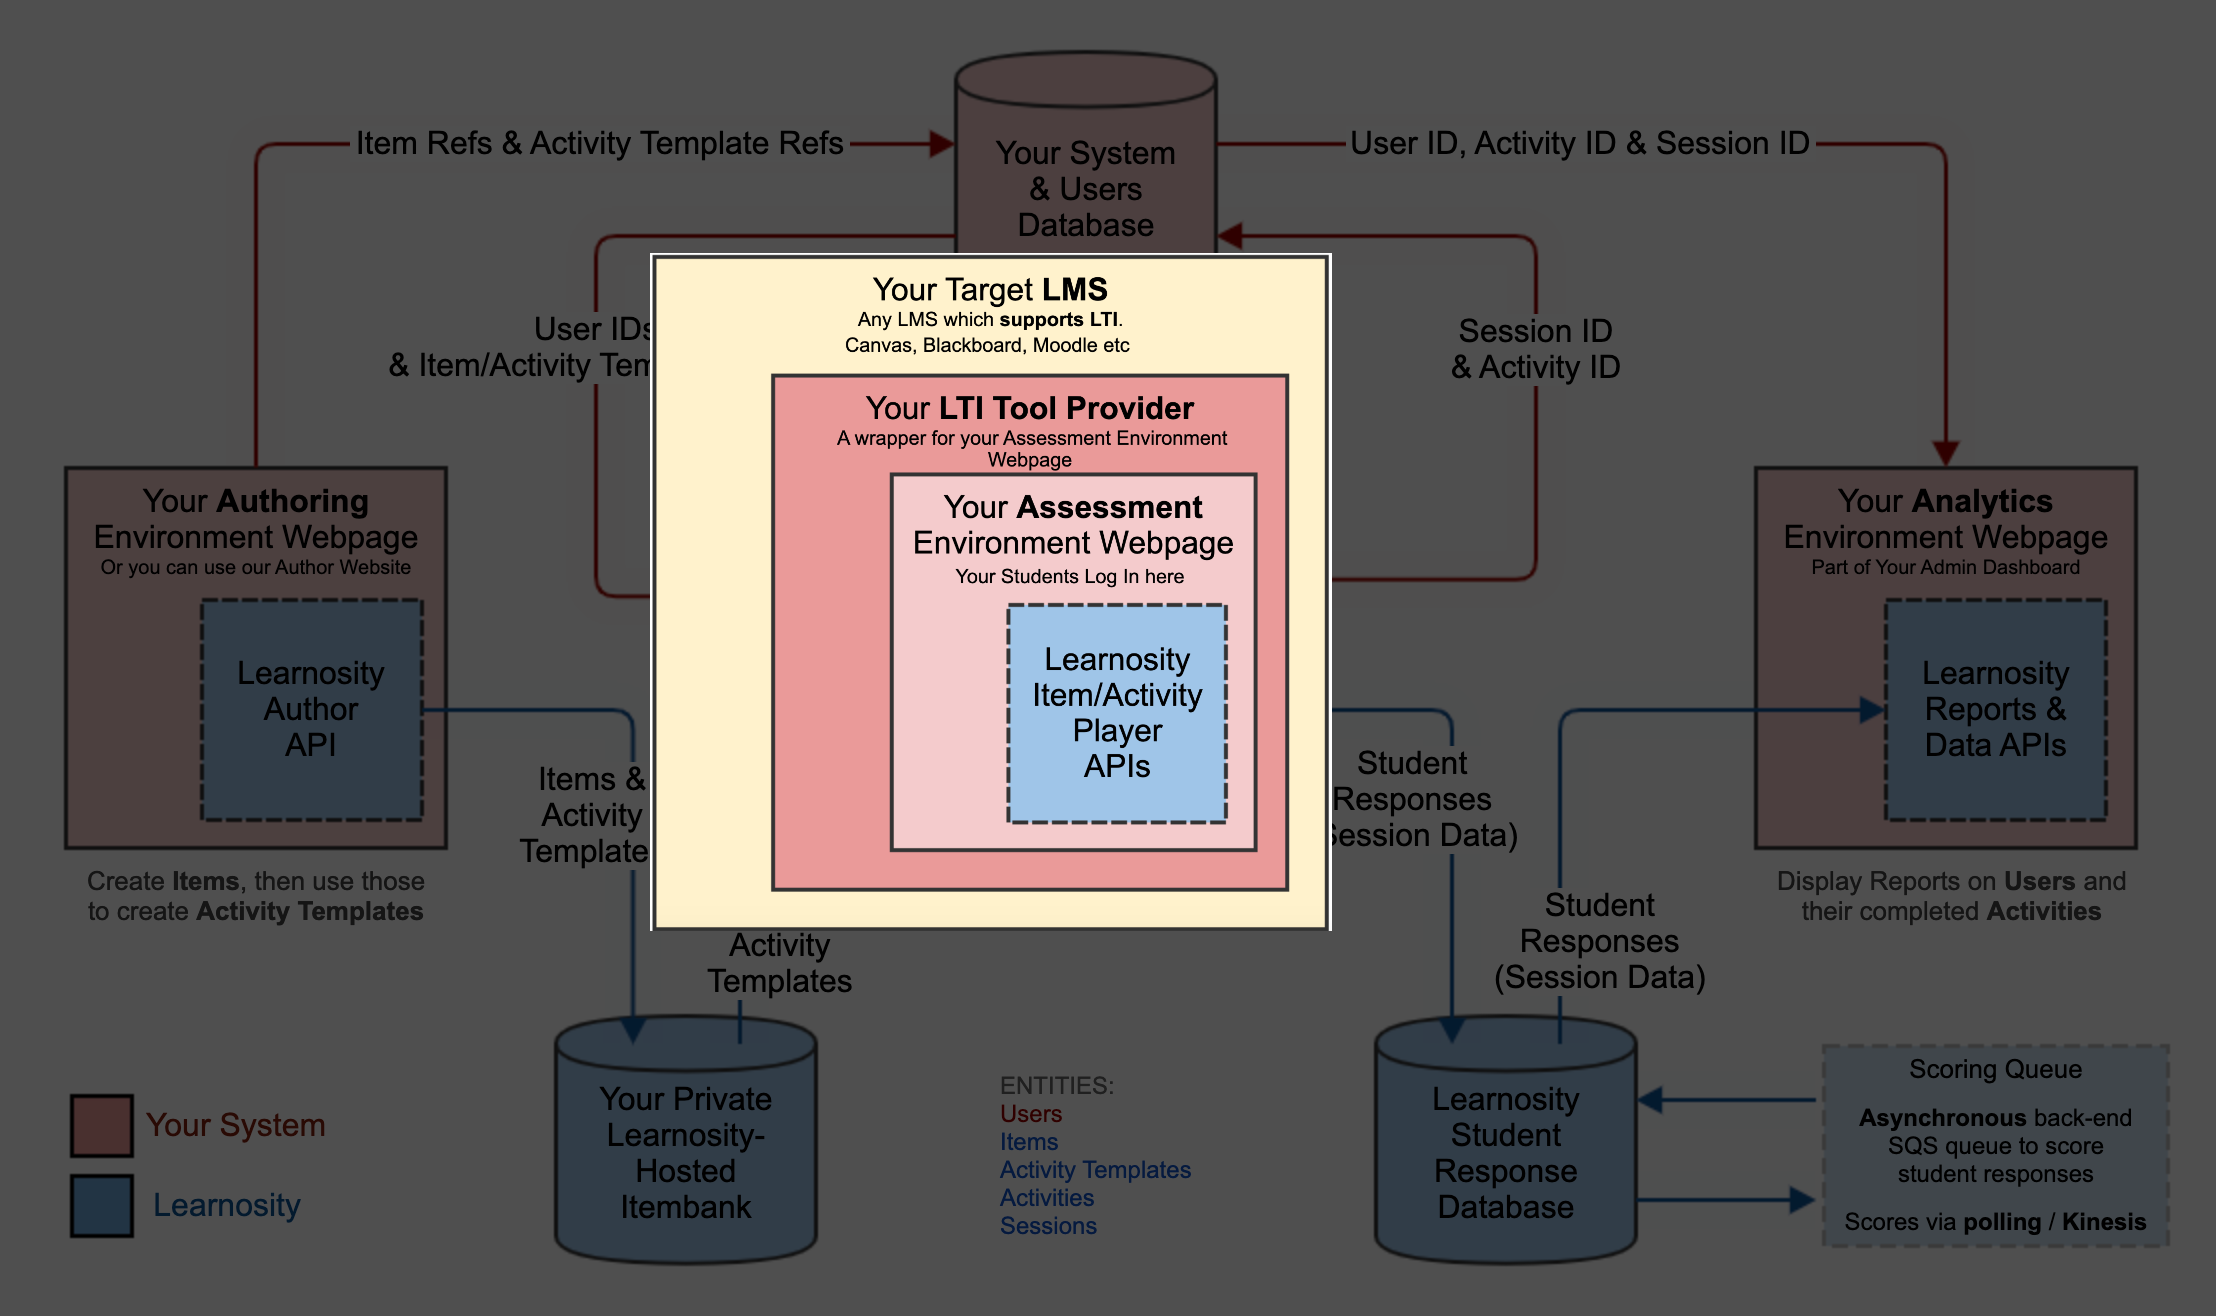 Item Refs & Activity Template Refs
User ID, Activity ID & Session ID
Your System
& Users
Database
User IDs
& Item/Activity Tem
Session ID
& Activity ID
Your Target LMS
Any LMS which supports LTI.
Canvas, Blackboard, Moodle etc
Your LTI Tool Provider
A wrapper for your Assessment Environment
Webpage
Your Assessment
Environment Webpage
Your Students Log In here
Learnosity
Item/Activity
Player
APIs
Your Authoring
Environment Webpage
Or you can use our Author Website
Learnosity
Author
API
Create Items, then use those
to create Activity Templates
Your Analytics
Environment Webpage
Part of Your Admin Dashboard
Learnosity
Reports &
Data APIs
Display Reports on Users and
their completed Activities
Items &
Activity
Template
Activity
Templates
Student
Responses
Session Data)
Student
Responses
(Session Data)
Your Private
Learnosity-
Hosted
Itembank
ENTITIES:
Users
Items
Activity Templates
Activities
Sessions
Learnosity
Student
Response
Database
Scoring Queue
Asynchronous back-end
SQS queue to score
student responses
Scores via polling / Kinesis
Your System
Learnosity